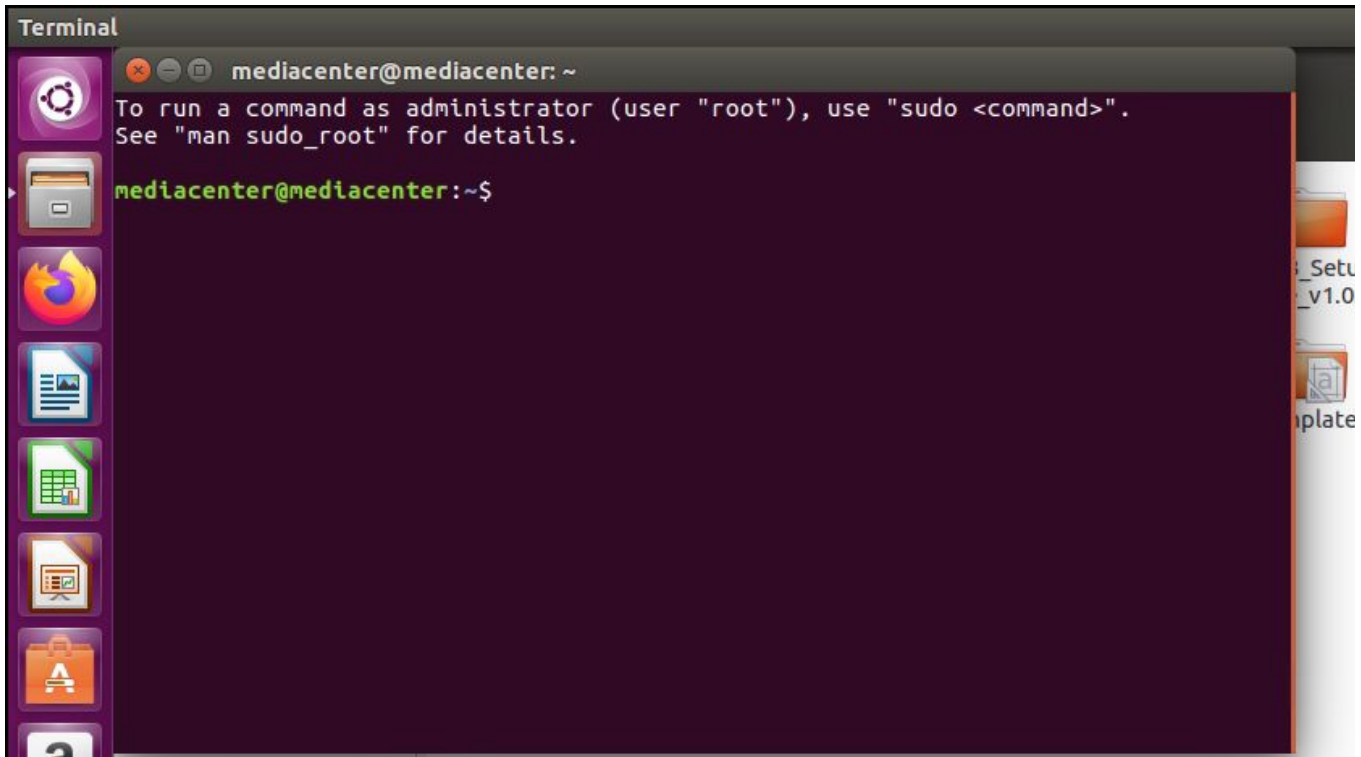 Terminal
mediacenter@mediacenter: ~
To run a command as administrator (user "root"), use "sudo <command>".
See "man sudo_root" for details.
mediacenter@mediacenter:~$
_Setu
_v1.0
plate